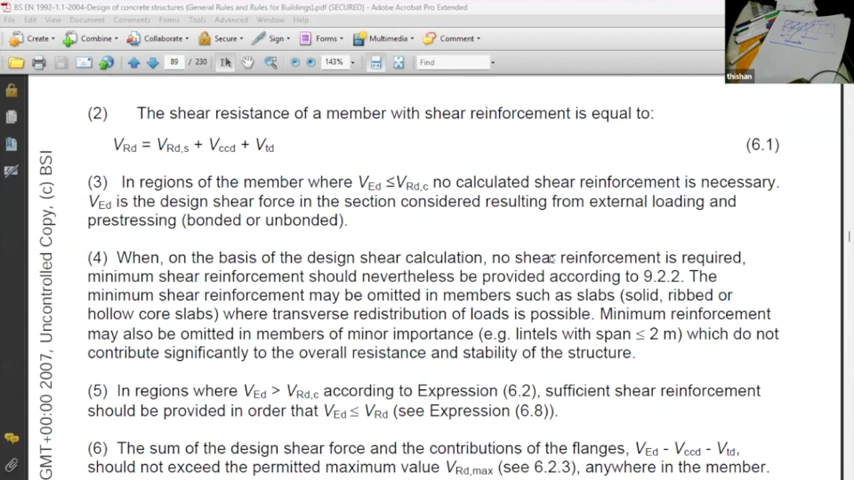 BS EN 1992-1.1-2004-Design of concrete structures (General Rules and Rules for Buildings).pdf (SECURED) - Adobe Acrobat Pro Extended
File Edit View Document Comments Forms Tools Advanced Window Help
Create Combine Collaborate Secure Sign Forms Multimedia Comment
89 / 230 143% Find
thishan
(2) The shear resistance of a member with shear reinforcement is equal to:
VRd = VRd,s + Vccd + Vtd (6.1)
(3) In regions of the member where VEd ≤VRd,c no calculated shear reinforcement is necessary.
VEd is the design shear force in the section considered resulting from external loading and
prestressing (bonded or unbonded).
(4) When, on the basis of the design shear calculation, no shear reinforcement is required,
minimum shear reinforcement should nevertheless be provided according to 9.2.2. The
minimum shear reinforcement may be omitted in members such as slabs (solid, ribbed or
hollow core slabs) where transverse redistribution of loads is possible. Minimum reinforcement
may also be omitted in members of minor importance (e.g. lintels with span ≤ 2 m) which do not
contribute significantly to the overall resistance and stability of the structure.
(5) In regions where VEd > VRd,c according to Expression (6.2), sufficient shear reinforcement
should be provided in order that VEd ≤ VRd (see Expression (6.8)).
(6) The sum of the design shear force and the contributions of the flanges, VEd - Vccd - Vtd,
should not exceed the permitted maximum value VRd,max (see 6.2.3), anywhere in the member.
GMT+00:00 2007, Uncontrolled Copy, (c) BSI